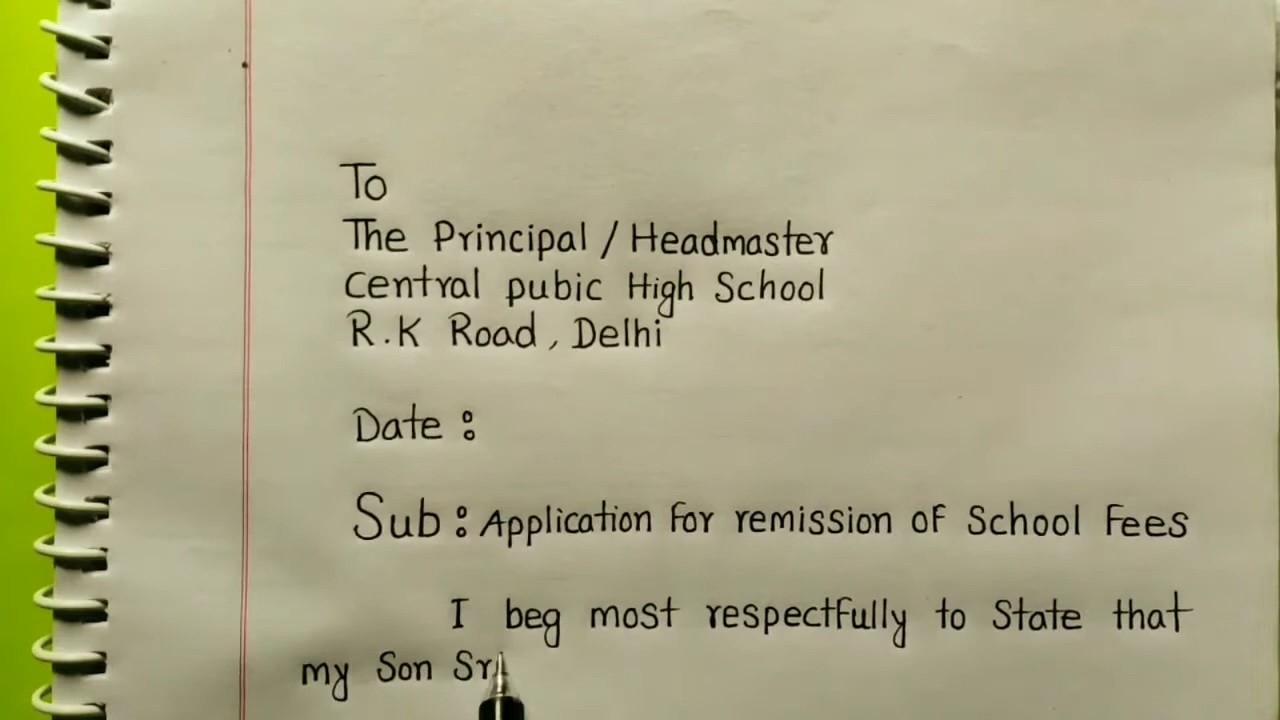 To
The Principal / Headmaster
Central pubic High School
R.K Road, Delhi
Date :
Sub : Application for remission of School Fees
I beg most respectfully to State that
my Son